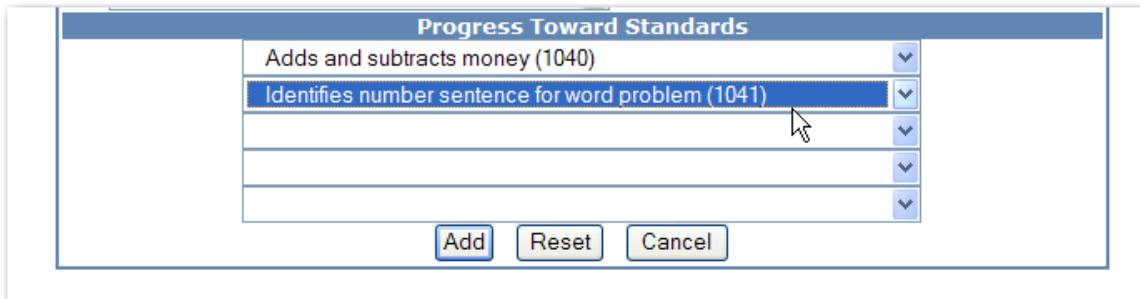 Progress Toward Standards
Adds and subtracts money (1040)
Identifies number sentence for word problem (1041)
Add Reset Cancel